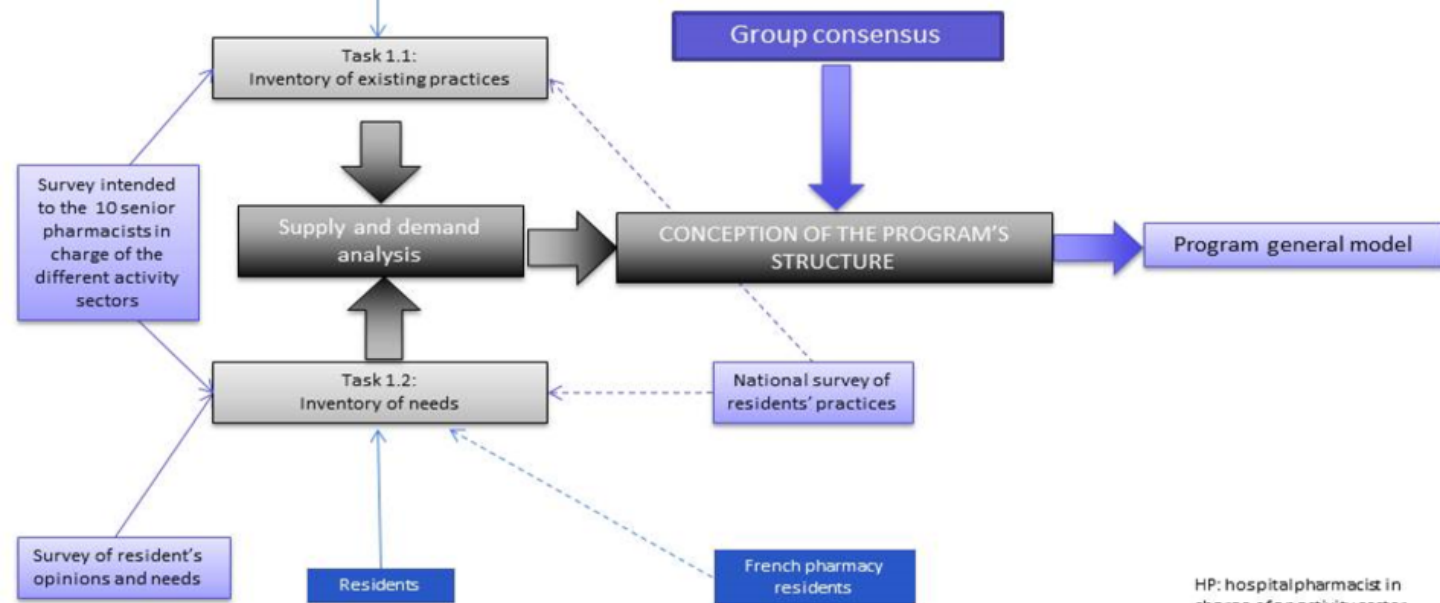 Group consensus
Task 1.1:
Inventory of existing practices
Survey intended
to the 10 senior
pharmacists in
charge of the
different activity
sectors
Supply and demand
analysis
CONCEPTION OF THE PROGRAM'S
STRUCTURE
Program general model
Task 1.2:
Inventory of needs
National survey of
residents' practices
Survey of resident's
opinions and needs
Residents
French pharmacy
residents
HP: hospital pharmacist in